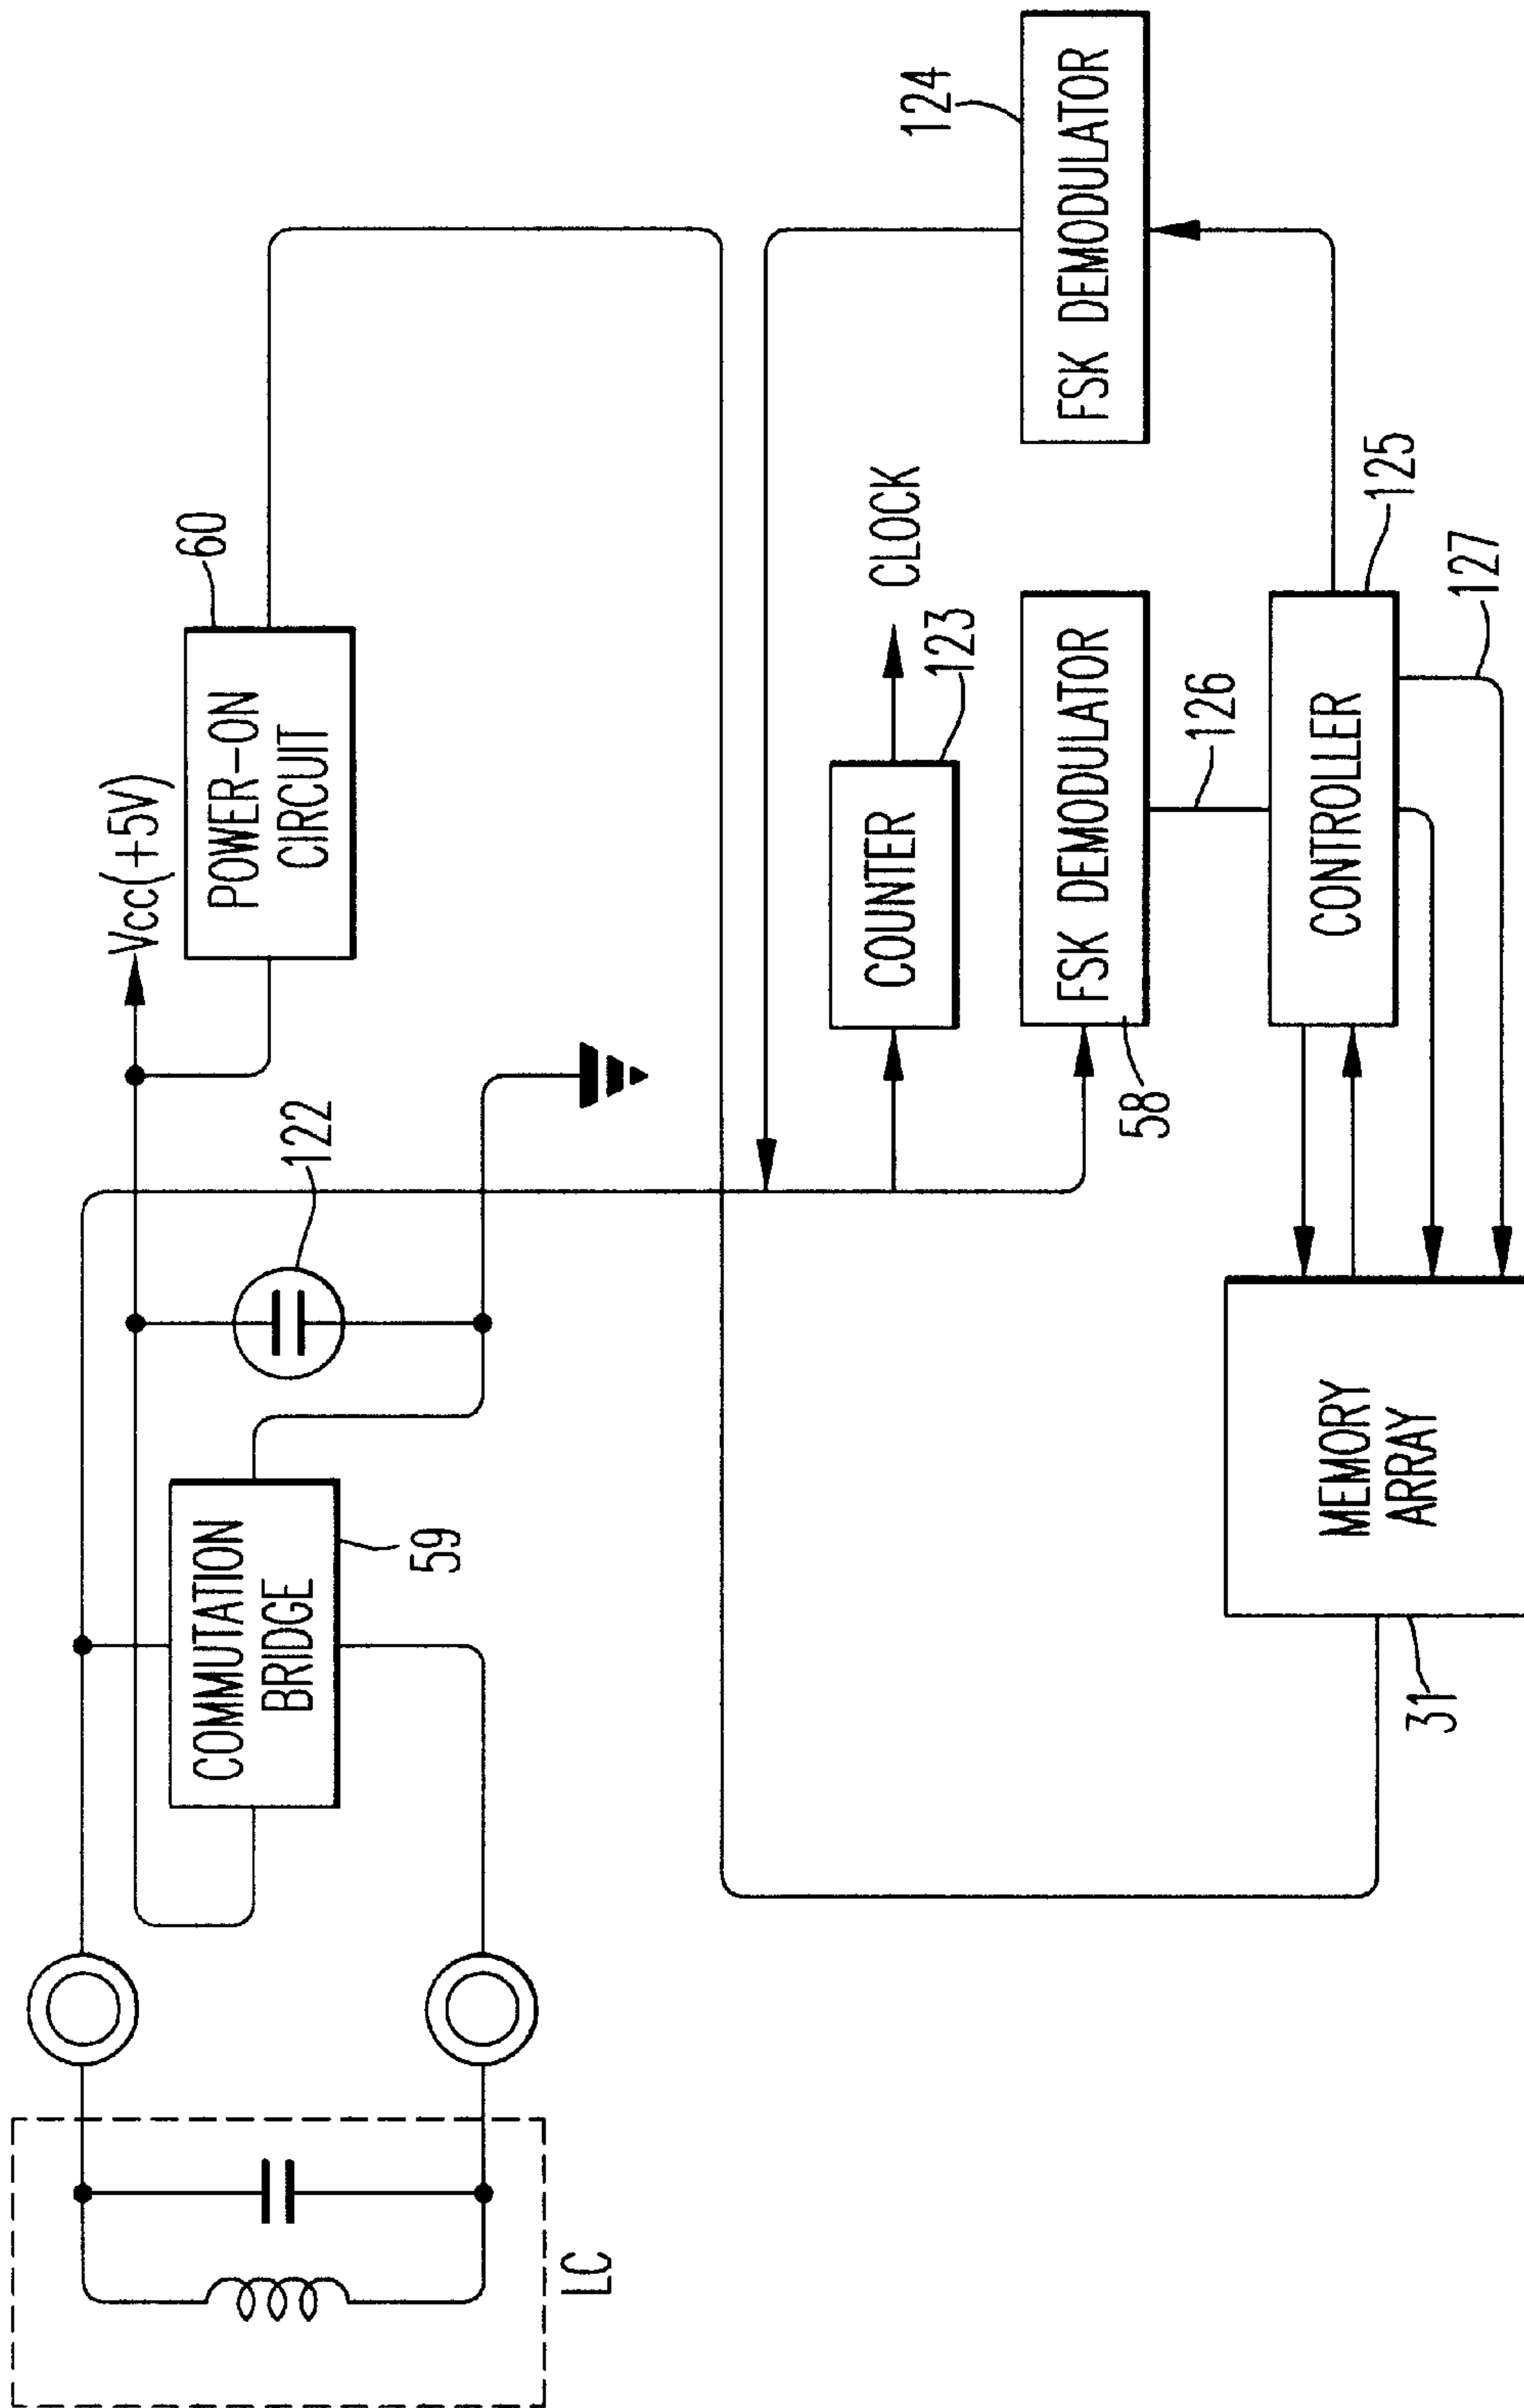 LC
COMMUTATION
BRIDGE
59
122
Vcc(+5V)
60
POWER-ON
CIRCUIT
COUNTER
123
CLOCK
FSK DEMODULATOR
58
FSK DEMODULATOR
124
126
CONTROLLER
125
127
MEMORY
ARRAY
31